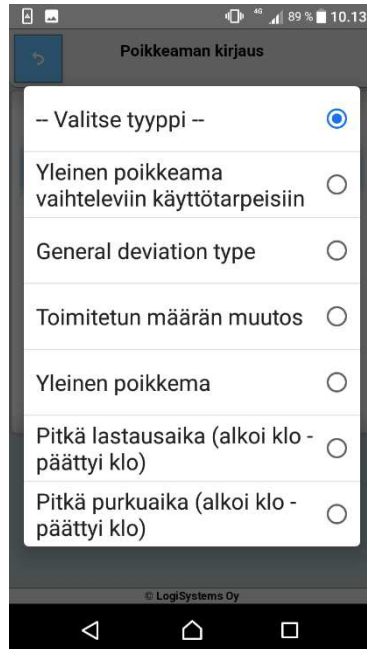 4G 89 % 10.13
Poikkeaman kirjaus
-- Valitse tyyppi --
Yleinen poikkeama
vaihteleviin käyttötarpeisiin
General deviation type
Toimitetun määrän muutos
Yleinen poikkema
Pitkä lastausaika (alkoi klo -
päättyi klo)
Pitkä purkuaika (alkoi klo -
päättyi klo)
© LogiSystems Oy